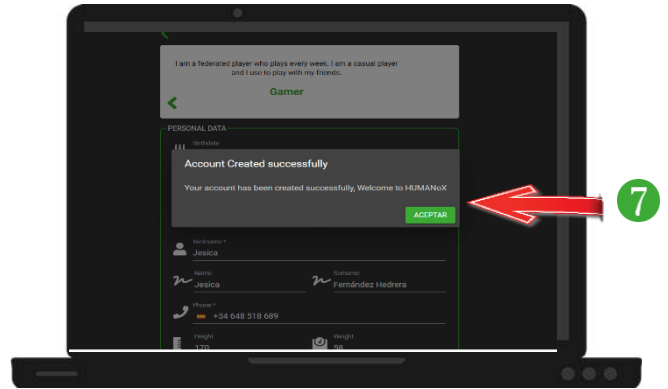 I am a federated player who plays every week, I am a casual player
and I use to play with my friends.
Gamer
PERSONAL DATA
Birthdate
Account Created successfully
Your account has been created successfully, Welcome to HUMANoX
ACEPTAR
7
Nickname *
Jesica
Name
Surname
Jesica
Fernández Hedrera
Phone *
+34 648 518 689
Height
Weight
170
58